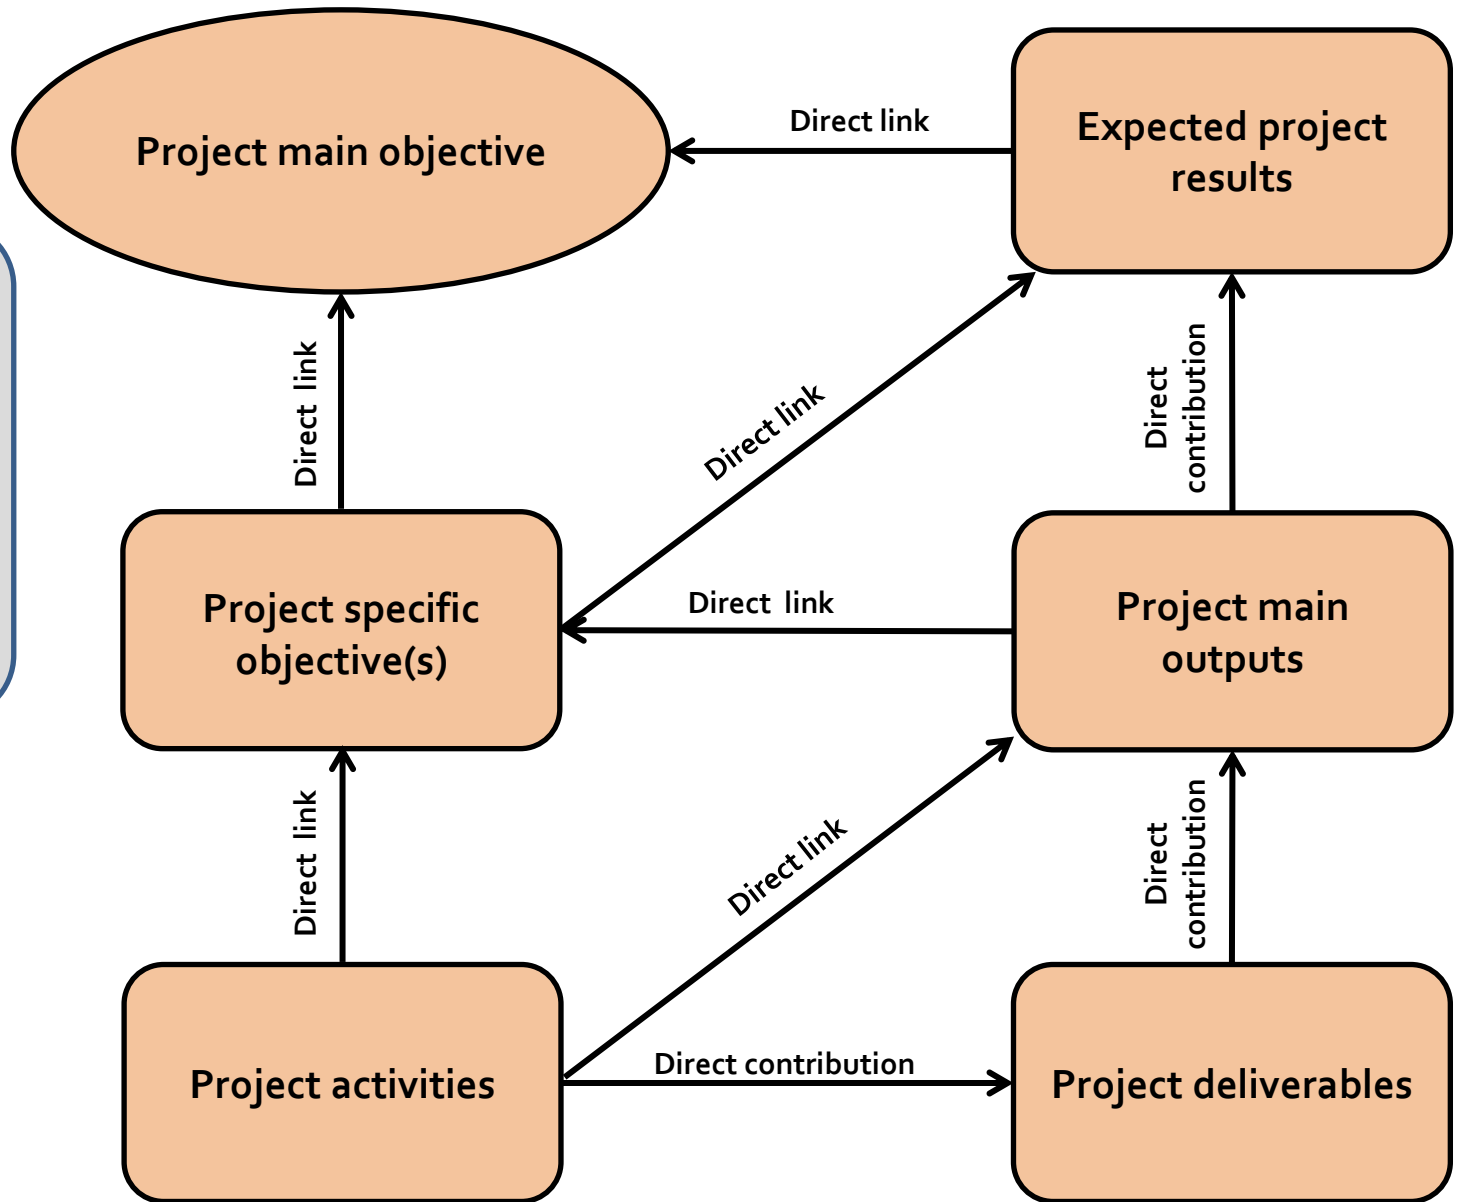 Project main objective
Direct link
Expected project
results
Direct  link
Direct link
Direct
contribution
Project specific
objective(s)
Direct  link
Project main
outputs
Direct  link
Direct link
Direct
contribution
Project activities
Direct contribution
Project deliverables